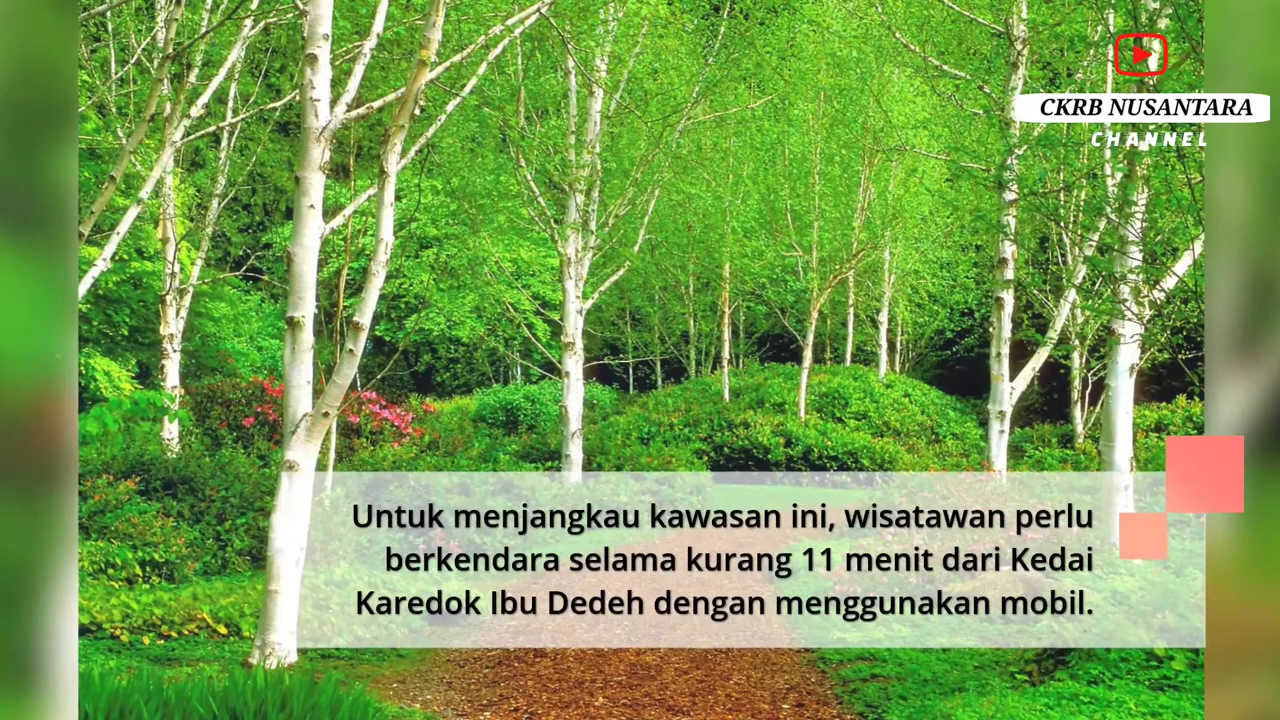 CKRB NUSANTARA
CHANNEL
Untuk menjangkau kawasan ini, wisatawan perlu
berkendara selama kurang 11 menit dari Kedai
Karedok Ibu Dedeh dengan menggunakan mobil.